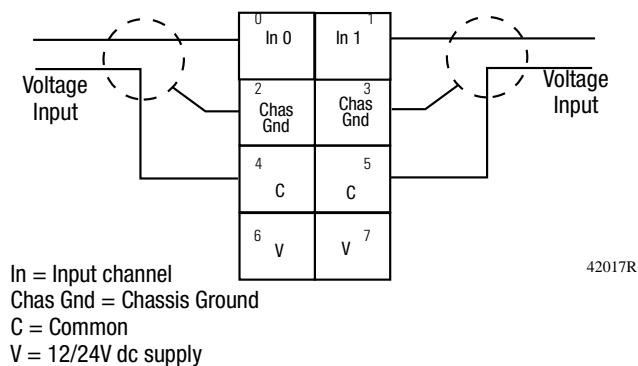 0
In 0
1
In 1
Voltage
Input
2
Chas
Gnd
3
Chas
Gnd
Voltage
Input
4
C
5
C
6
V
7
V
42017R
In = Input channel
Chas Gnd = Chassis Ground
C = Common
V = 12/24V dc supply